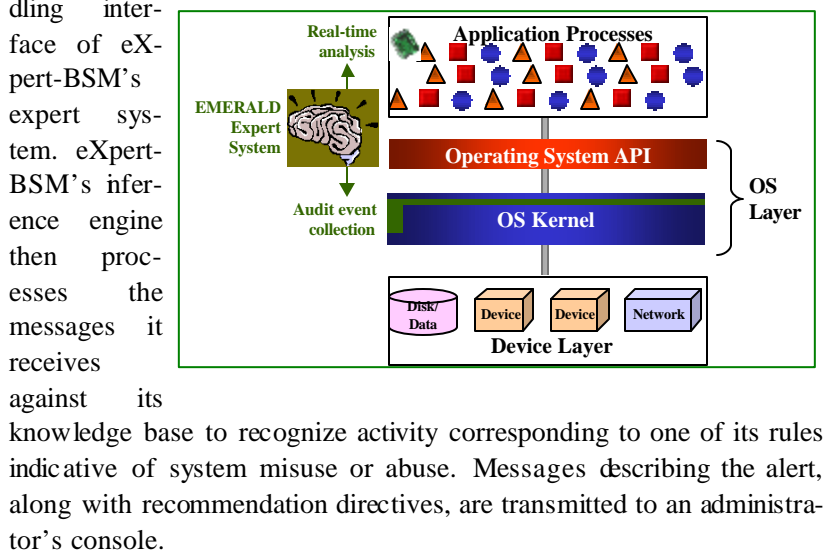 dling inter-
face of eX-
pert-BSM's
expert sys-
tem. eXpert-
BSM's infer-
ence engine
then proc-
esses the
messages it
receives
against its
Real-time
analysis
EMERALD
Expert
System
Audit event
collection
Application Processes
Operating System API
OS Kernel
OS
Layer
Disk/
Data
Device
Device
Network
Device Layer
knowledge base to recognize activity corresponding to one of its rules
indicative of system misuse or abuse. Messages describing the alert,
along with recommendation directives, are transmitted to an administra-
tor's console.